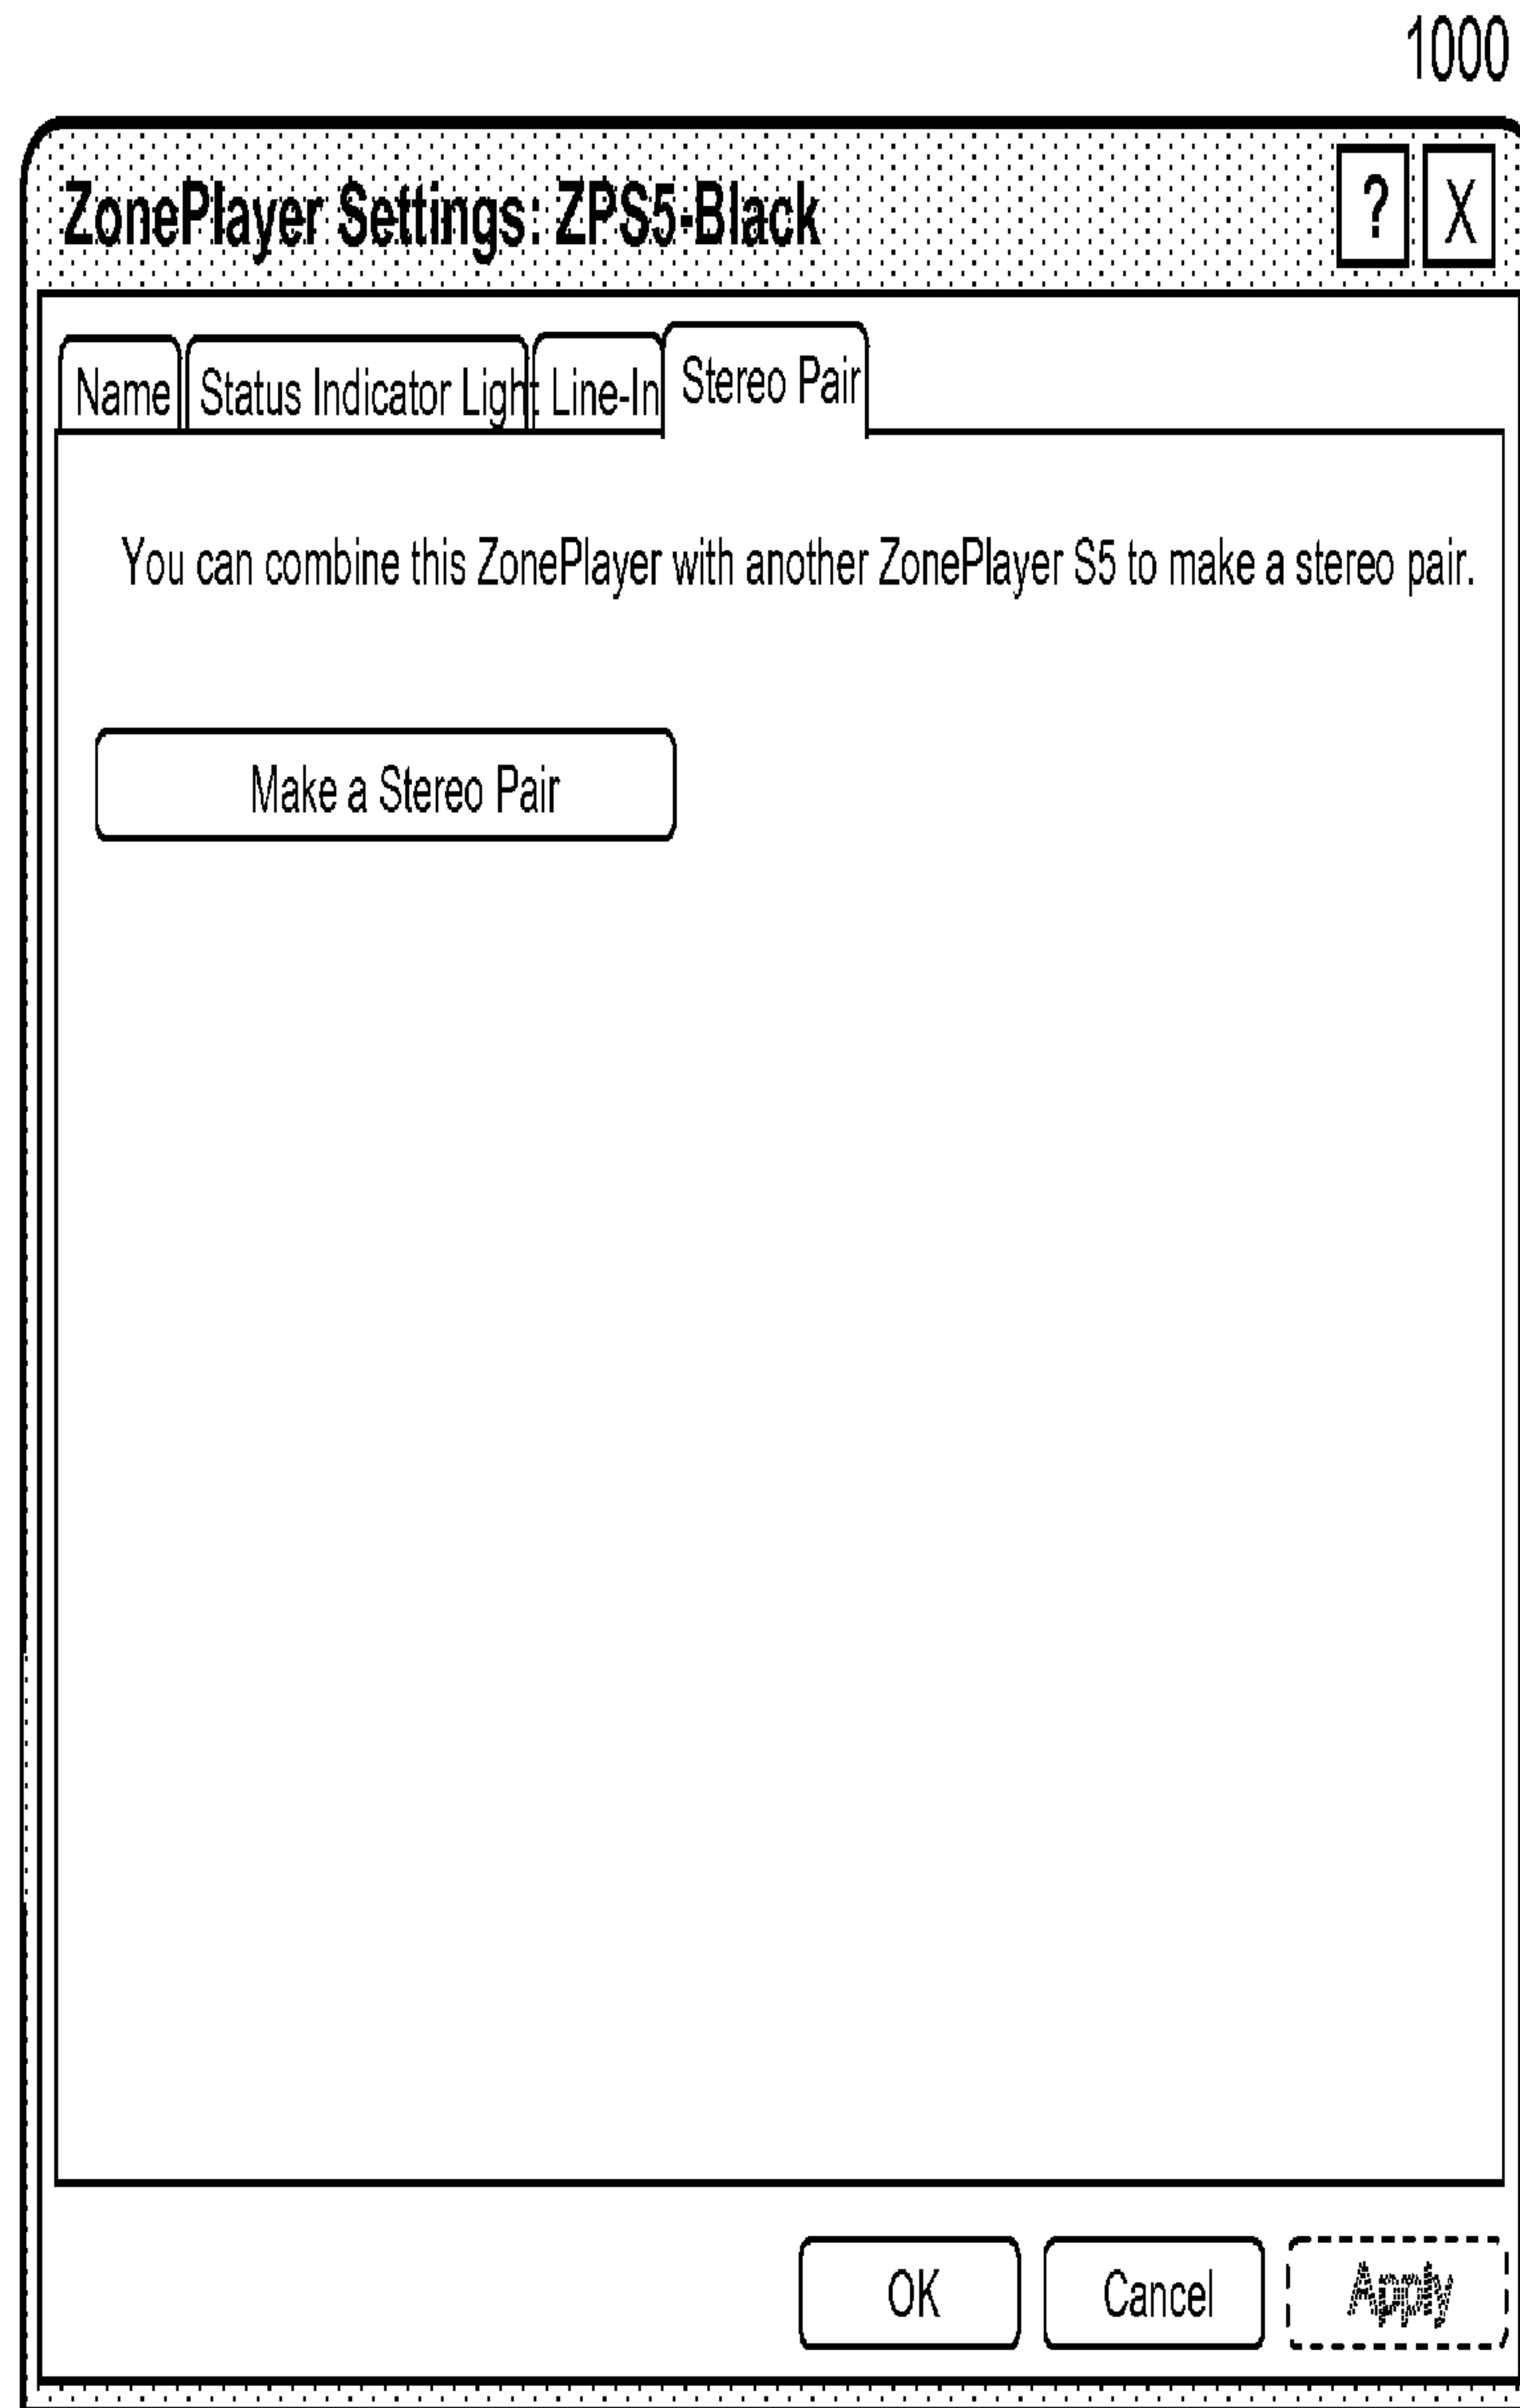 1000
ZonePlayer Settings: ZPS5-Black
? X
Name Status Indicator Light Line-In Stereo Pair
You can combine this ZonePlayer with another ZonePlayer S5 to make a stereo pair.
Make a Stereo Pair
OK Cancel Apply